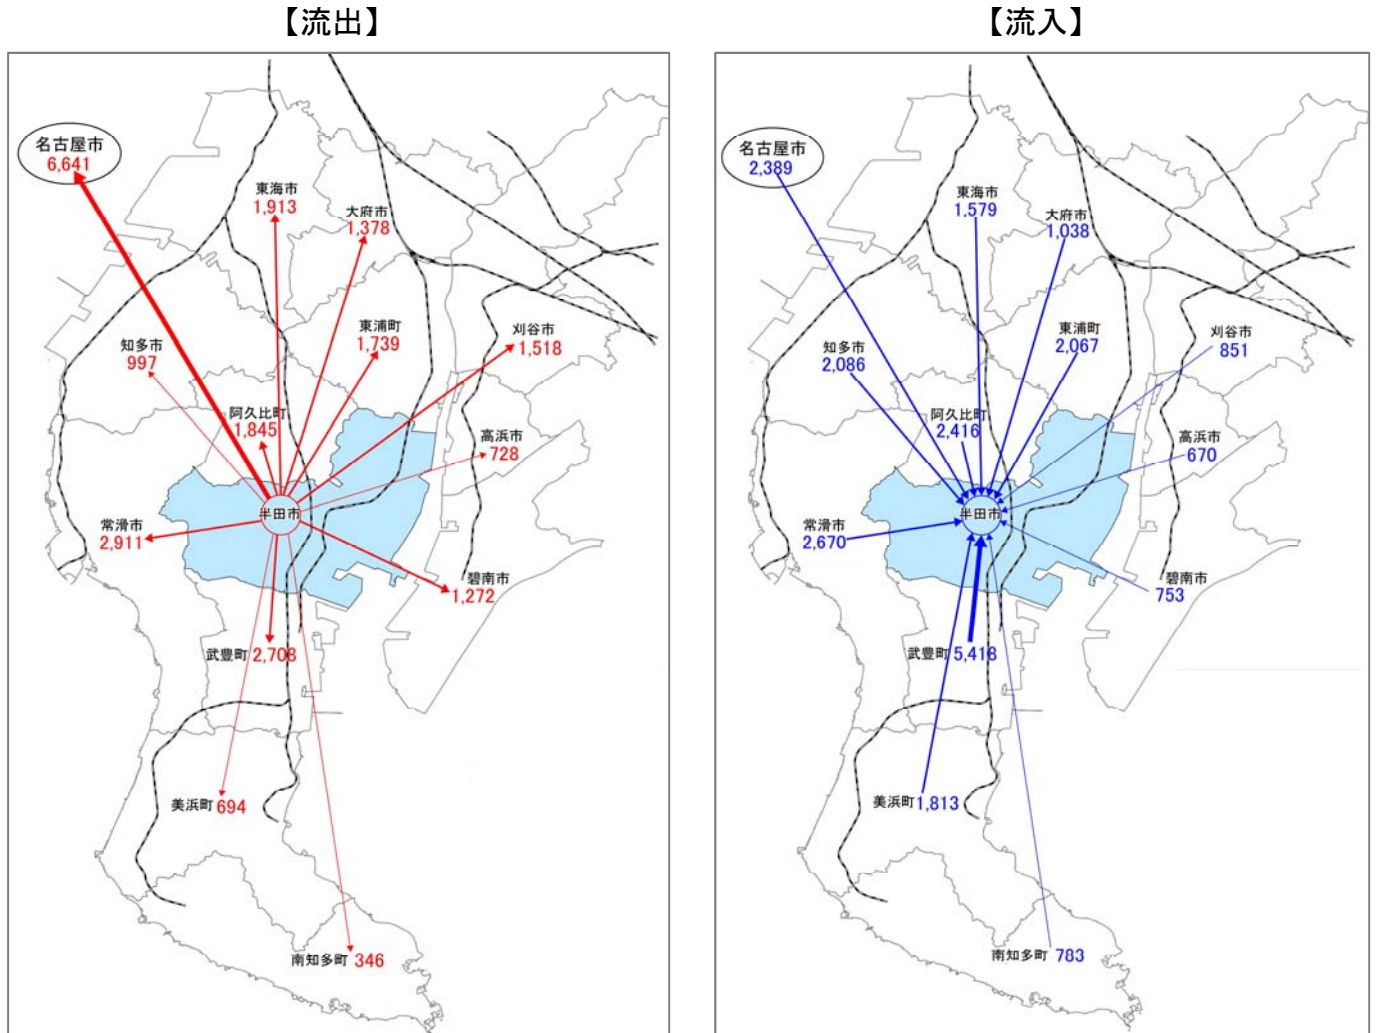 【流出】
名古屋市
6,641
東海市
1,913
大府市
1,378
東浦町
1,739
刈谷市
1,518
知多市
997
阿久比町
1,845
高浜市
728
半田市
常滑市
2,911
碧南市
1,272
武豊町 2,708
美浜町 694
南知多町 346
【流入】
名古屋市
2,389
東海市
1.579
大府市
1,038
東浦町
2,067
刈谷市
851
知多市
2,086
阿久比町
2,416
高浜市
670
半田市
常滑市
2,670
碧南市
753
武豊町 5,418
美浜町 1,813
南知多町 783